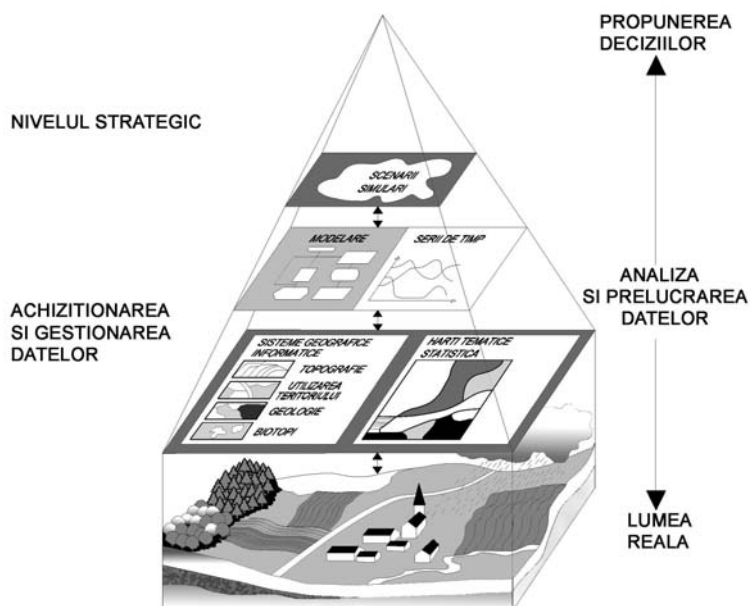 PROPUNEREA
DECIZIILOR
NIVELUL STRATEGIC
SCENARII
SIMULARI
MODELARE
SERII DE TIMP
ACHIZITIONAREA
SI GESTIONAREA
DATELOR
ANALIZA
SI PRELUCRAREA
DATELOR
SISTEME GEOGRAFICE
INFORMATICE
TOPOGRAFIE
UTILIZAREA
TERITORIULUI
GEOLOGIE
BIOTOPI
HARTI TEMATICE
STATISTICA
LUMEA
REALA